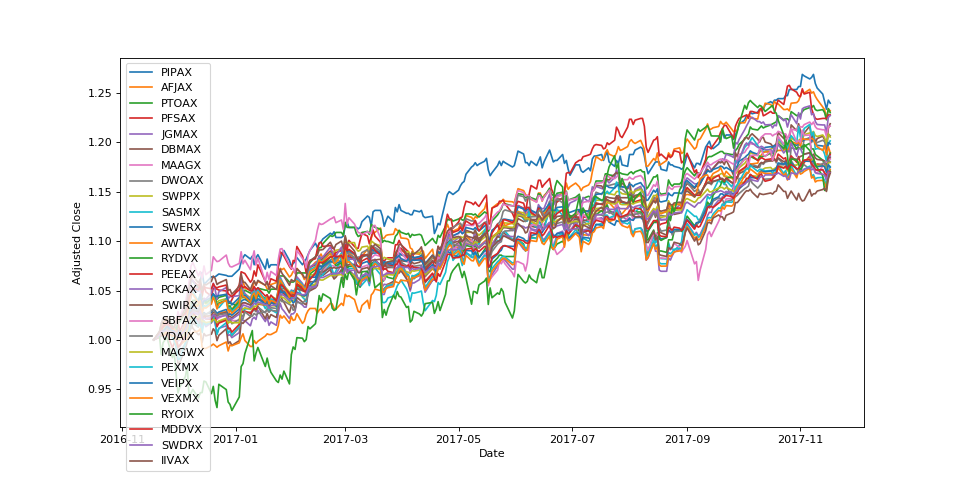 1.25
1.20
1.15
1.10
1.05
1.00
0.95
Adjusted Close
PIPAX
AFJAX
PTOAX
PFSAX
JGMAX
DBMAX
MAAGX
DWOAX
SWPPX
SASMX
SWERX
AWTAX
RYDVX
PEEAX
PCKAX
SWIRX
SBFAX
VDAIX
MAGWX
PEXMX
VEIPX
VEXMX
RYOIX
MDDVX
SWDRX
IIVAX
2016-11 2017-01 2017-03 2017-05 2017-07 2017-09 2017-11
Date